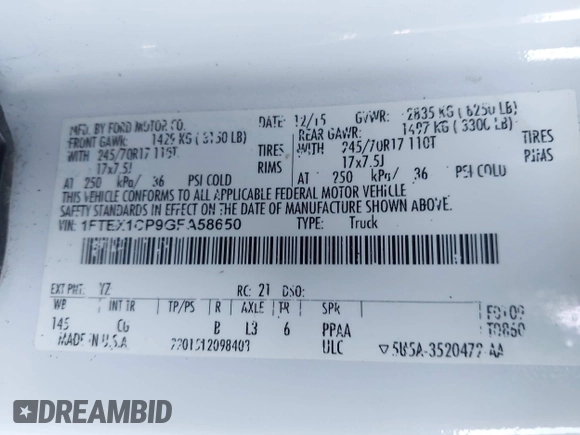 MFD. BY FORD MOTOR CO.
DATE: 12/15 GVWR: 2835 KG (6250 LB)
FRONT GAWR: 1429 KG (3150 LB)
REAR GAWR: 1497 KG (3300 LB)
WITH 245/70R17 110T TIRES
WITH 245/70R17 110T TIRES
17x7.5J RIMS
17x7.5J
AT 250 kPa/ 36 PSI COLD
AT 250 kPa/ 36 PSI COLD
THIS VEHICLE CONFORMS TO ALL APPLICABLE FEDERAL MOTOR VEHICLE
SAFETY STANDARDS IN EFFECT ON THE DATE OF MANUFACTURE SHOWN ABOVE.
VIN: 1FTEX1CP9GFA58650 TYPE: Truck
EXT PNT: YZ RC: 21 DSO:
WB INT TR TP/PS R AXLE TR SPR
145 CG B L3 6 PPAA
MADE IN U.S.A. ULC
▽5U5A-3520472-AA
DREAMBID